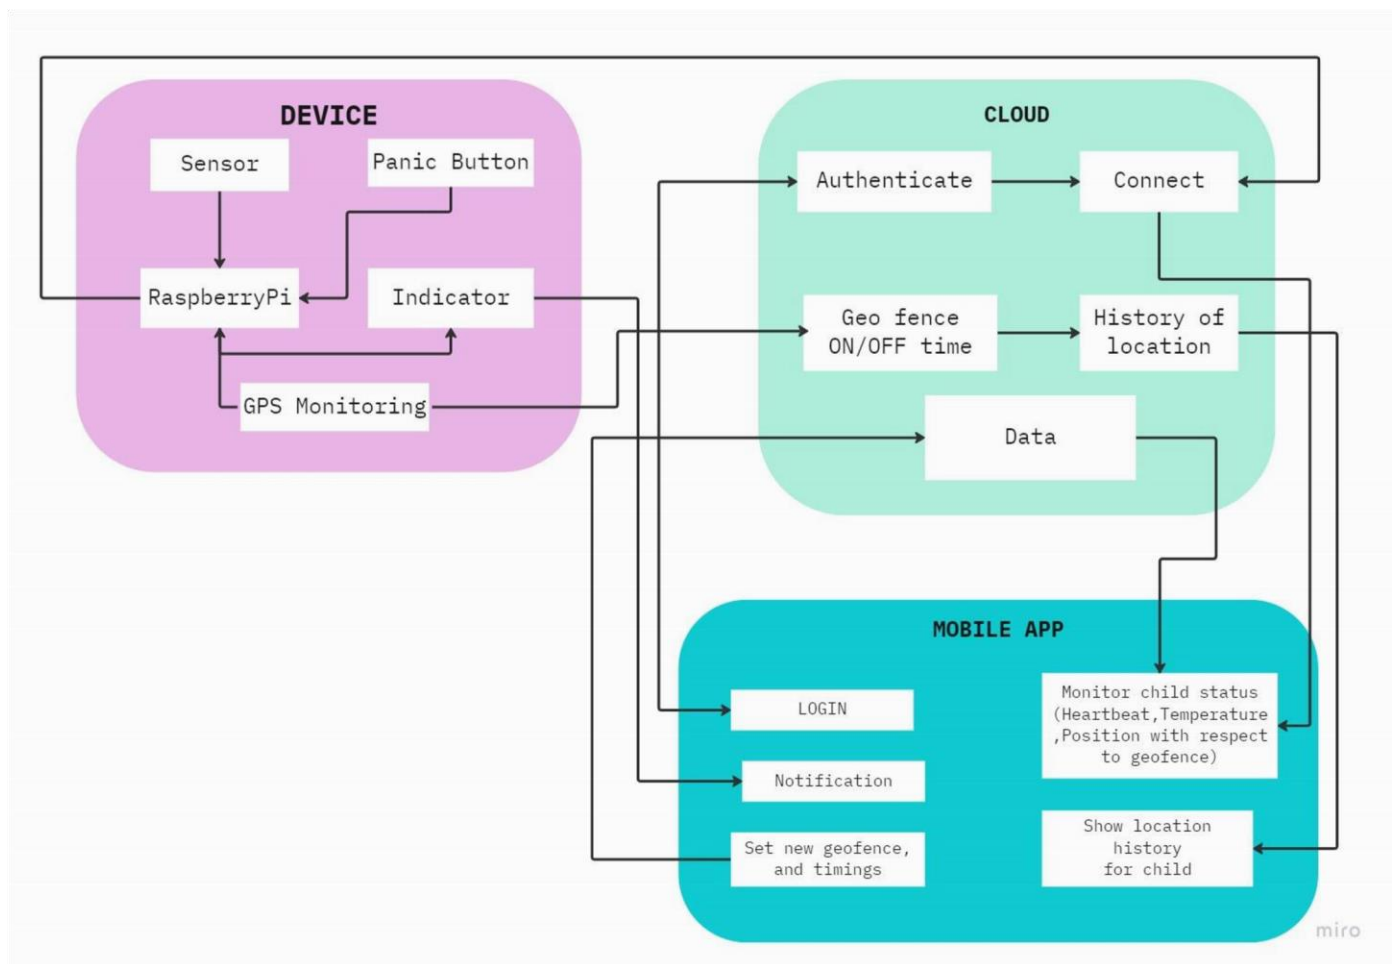 DEVICE
Sensor
Panic Button
RaspberryPi
Indicator
GPS Monitoring
CLOUD
Authenticate
Connect
Geo fence
ON/OFF time
History of
location
Data
MOBILE APP
LOGIN
Notification
Set new geofence,
and timings
Monitor child status
(Heartbeat,Temperature
,Position with respect
to geofence)
Show location
history
for child
miro